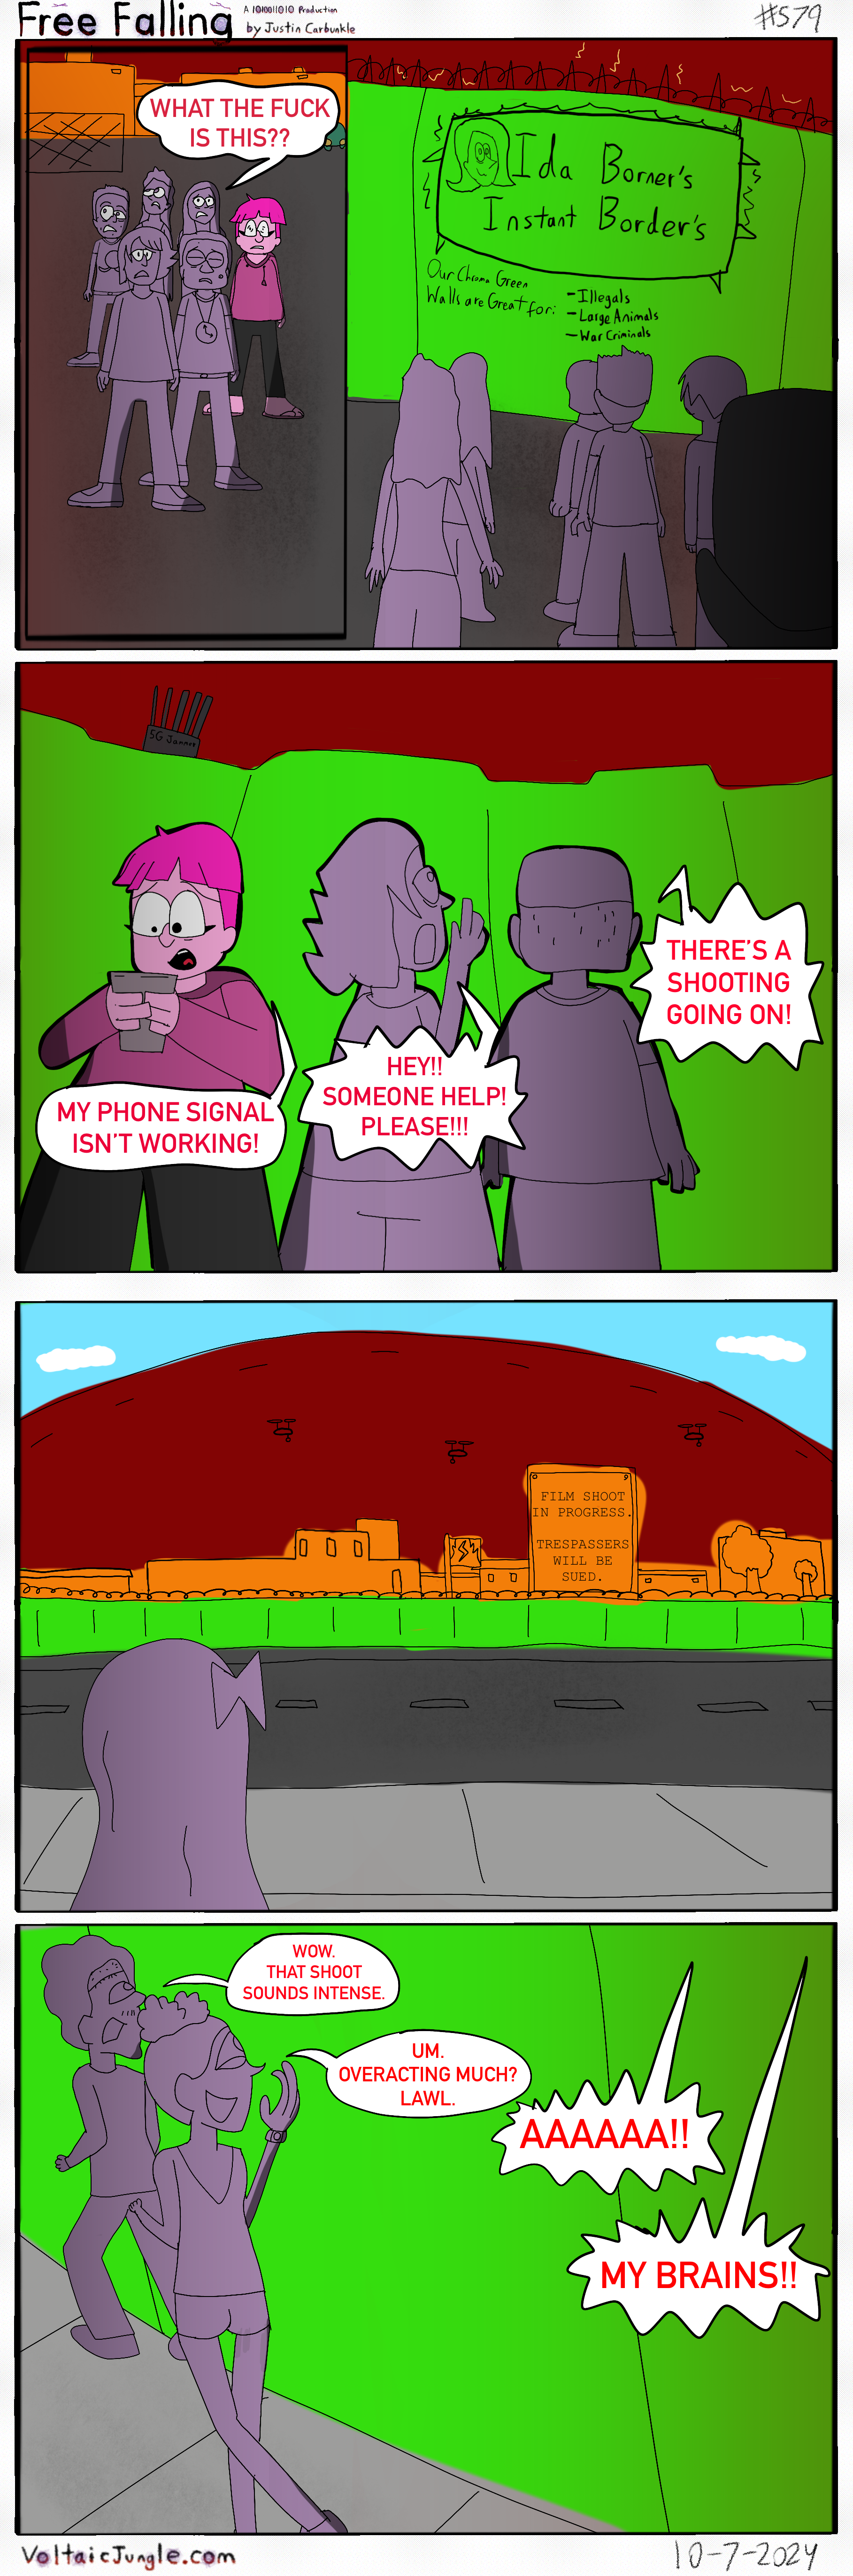 Free Falling
A 1010011010 Production
by Justin Carbunkle
#579
WHAT THE FUCK
IS THIS??
Ida Borner's
Instant Border's
Our Chroma Green
Walls are Great for:
- Illegals
- Large Animals
- War Criminals
5G Jammer
MY PHONE SIGNAL
ISN'T WORKING!
HEY!!
SOMEONE HELP!
PLEASE!!!
THERE'S A
SHOOTING
GOING ON!
FILM SHOOT
IN PROGRESS.
TRESPASSERS
WILL BE
SUED.
WOW.
THAT SHOOT
SOUNDS INTENSE.
UM.
OVERACTING MUCH?
LAWL.
AAAAAA!!
MY BRAINS!!
VoltaicJungle.com
10-7-2024